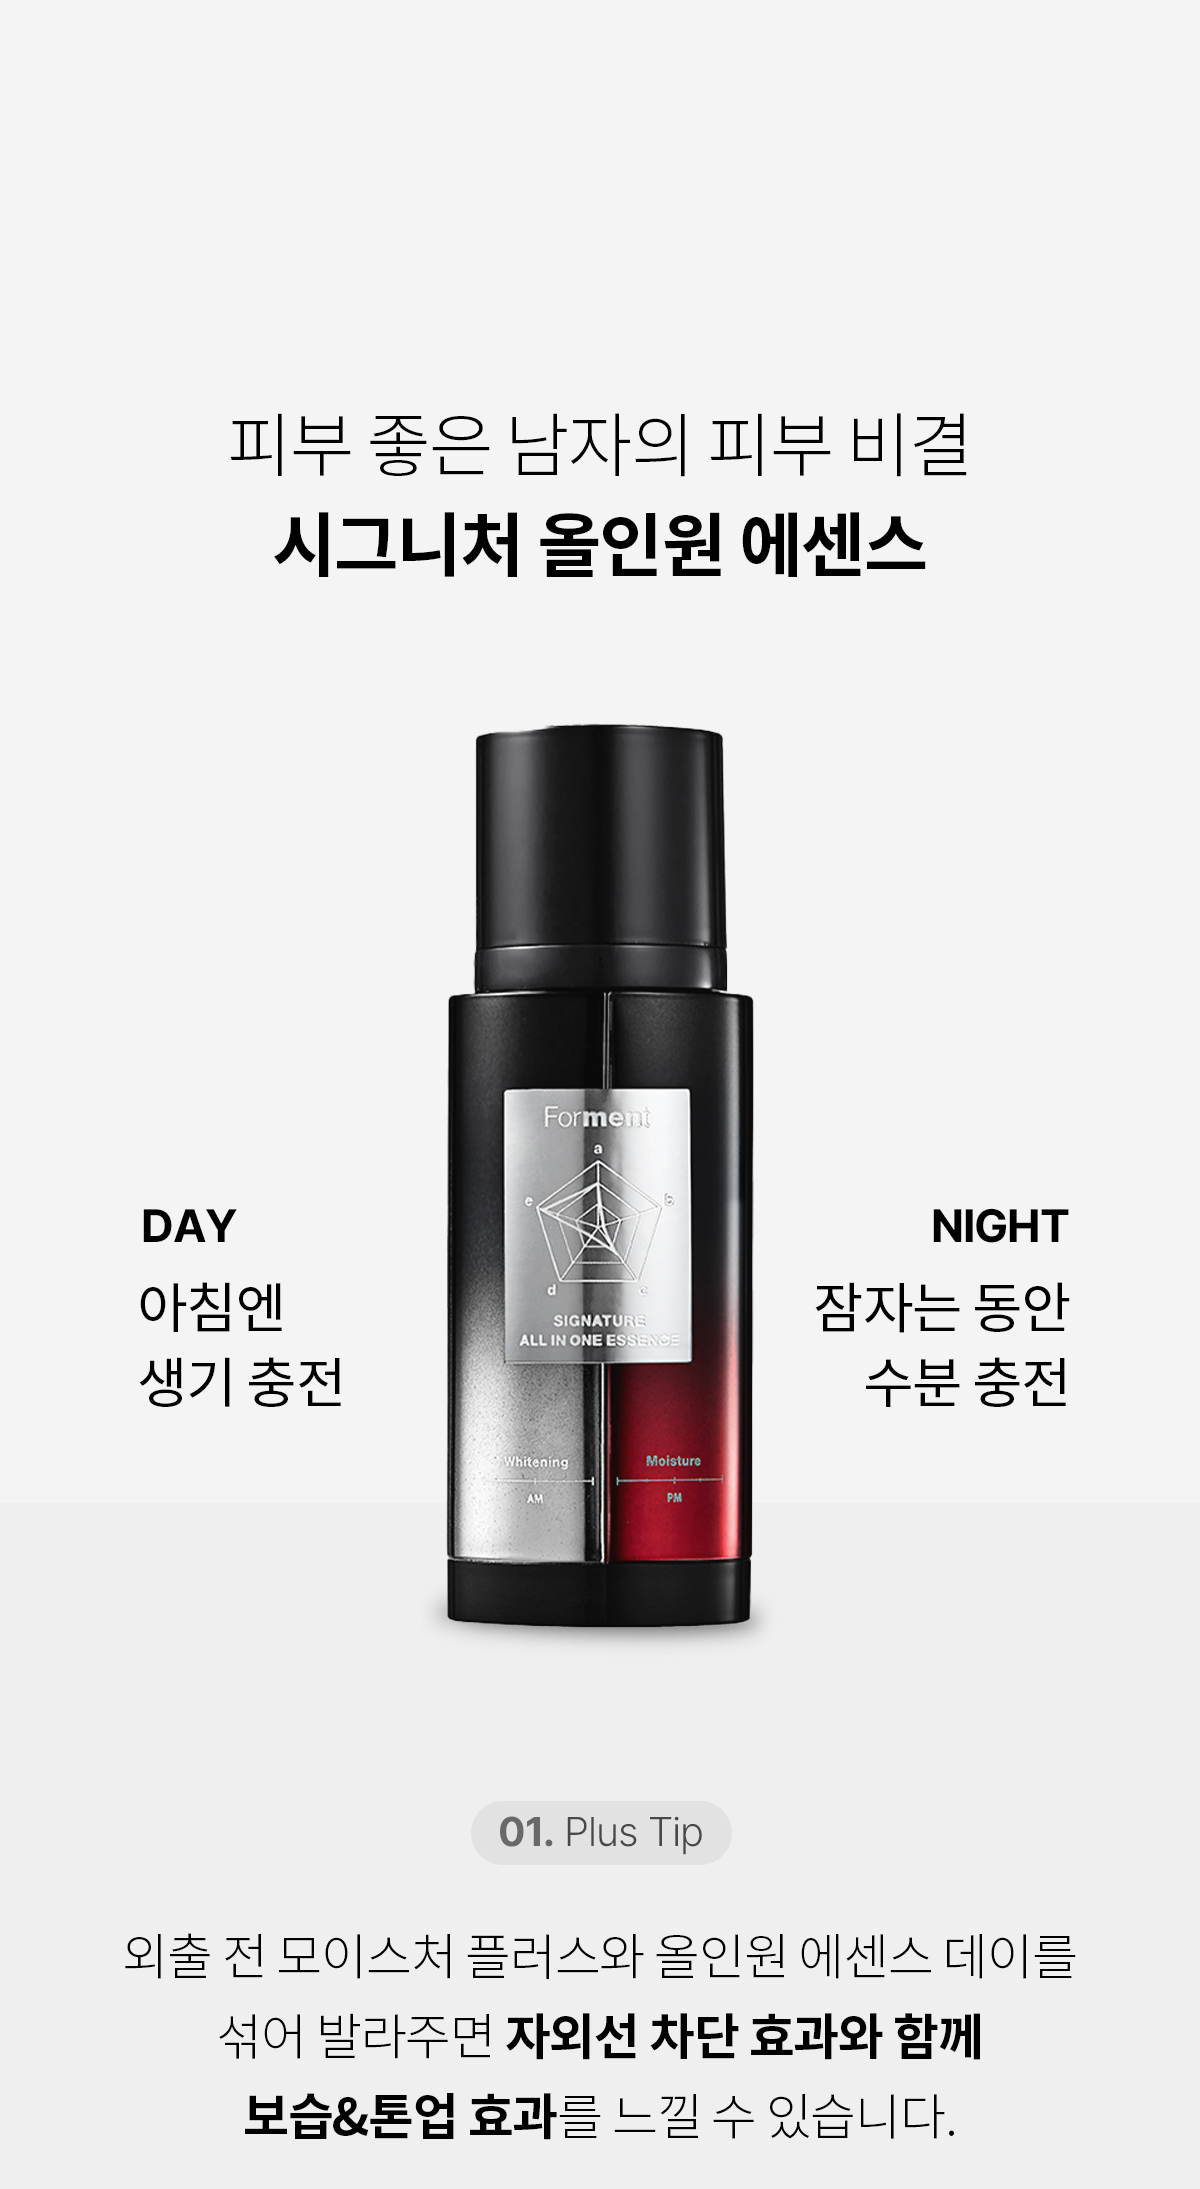 피부 좋은 남자의 피부 비결
시그니처 올인원 에센스
Forment
a
e
b
d
c
SIGNATURE
ALL IN ONE ESSENCE
DAY
아침엔
생기 충전
NIGHT
잠자는 동안
수분 충전
Whitening
AM
Moisture
PM
01. Plus Tip
외출 전 모이스처 플러스와 올인원 에센스 데이를
섞어 발라주면 자외선 차단 효과와 함께
보습&톤업 효과를 느낄 수 있습니다.